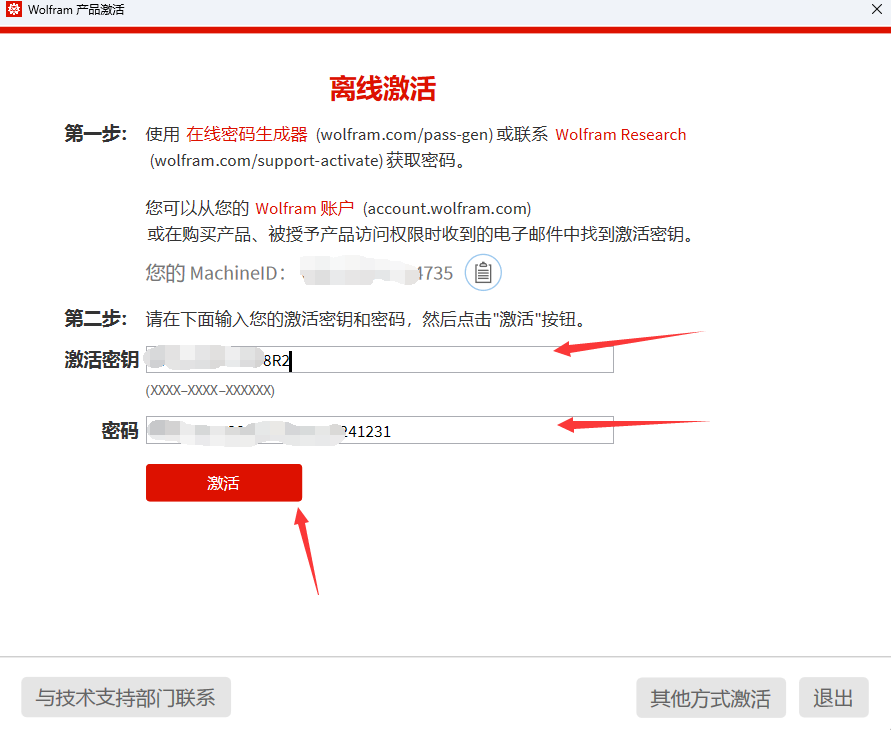 Wolfram 产品激活
离线激活
第一步： 使用 在线密码生成器 (wolfram.com/pass-gen) 或联系 Wolfram Research
(wolfram.com/support-activate) 获取密码。
您可以从您的 Wolfram 账户 (account.wolfram.com)
或在购买产品、被授予产品访问权限时收到的电子邮件中找到激活密钥。
您的 MachineID： 4735
第二步： 请在下面输入您的激活密钥和密码，然后点击"激活"按钮。
激活密钥 8R2
(XXXX–XXXX–XXXXXX)
密码 241231
激活
与技术支持部门联系
其他方式激活
退出